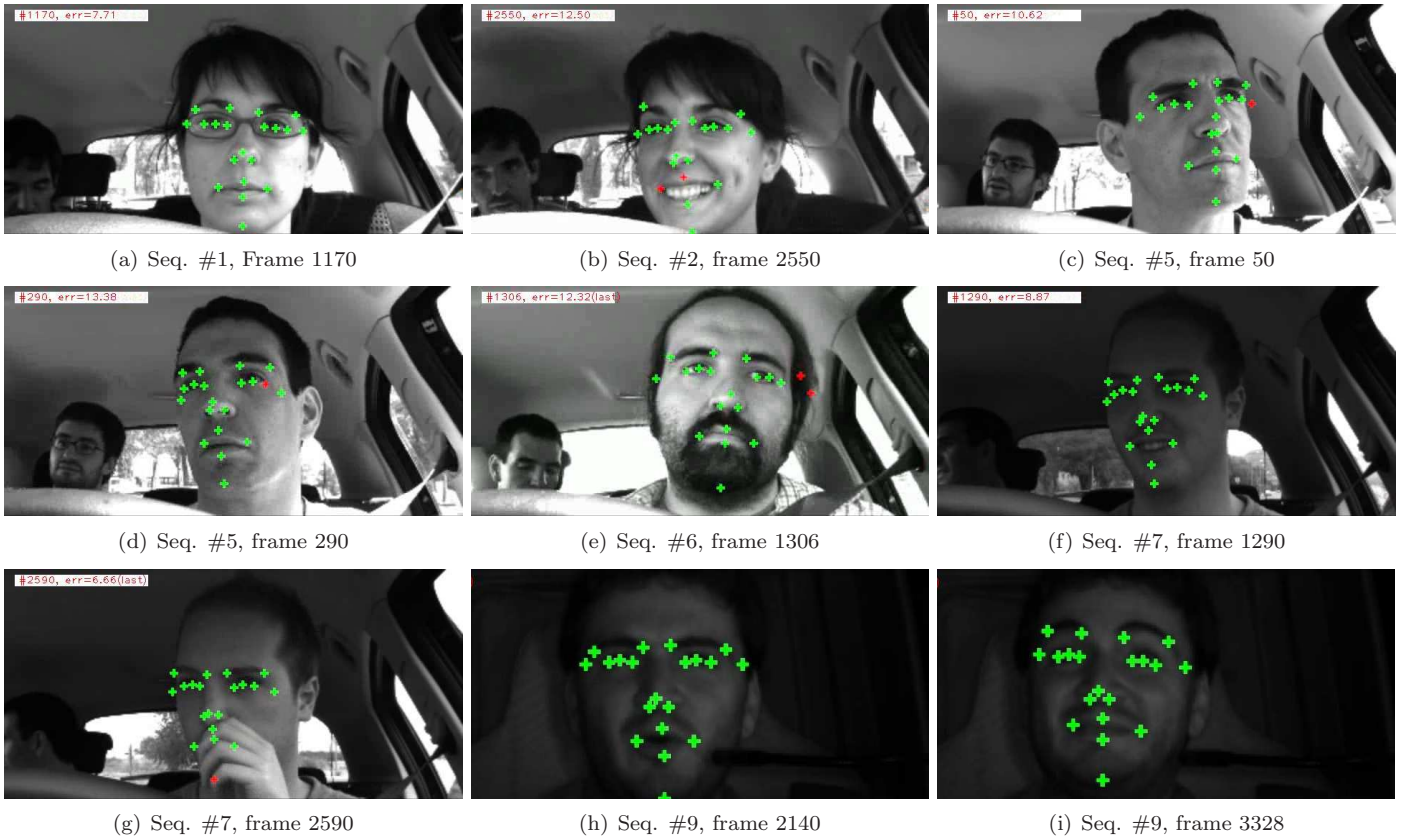 #1170, err=7.71
#2550, err=12.50
#50, err=10.62
(a) Seq. #1, Frame 1170
(b) Seq. #2, frame 2550
(c) Seq. #5, frame 50
#290, err=13.38
#1306, err=12.32(last)
#1290, err=8.87
(d) Seq. #5, frame 290
(e) Seq. #6, frame 1306
(f) Seq. #7, frame 1290
#2590, err=6.66(last)
(g) Seq. #7, frame 2590
(h) Seq. #9, frame 2140
(i) Seq. #9, frame 3328